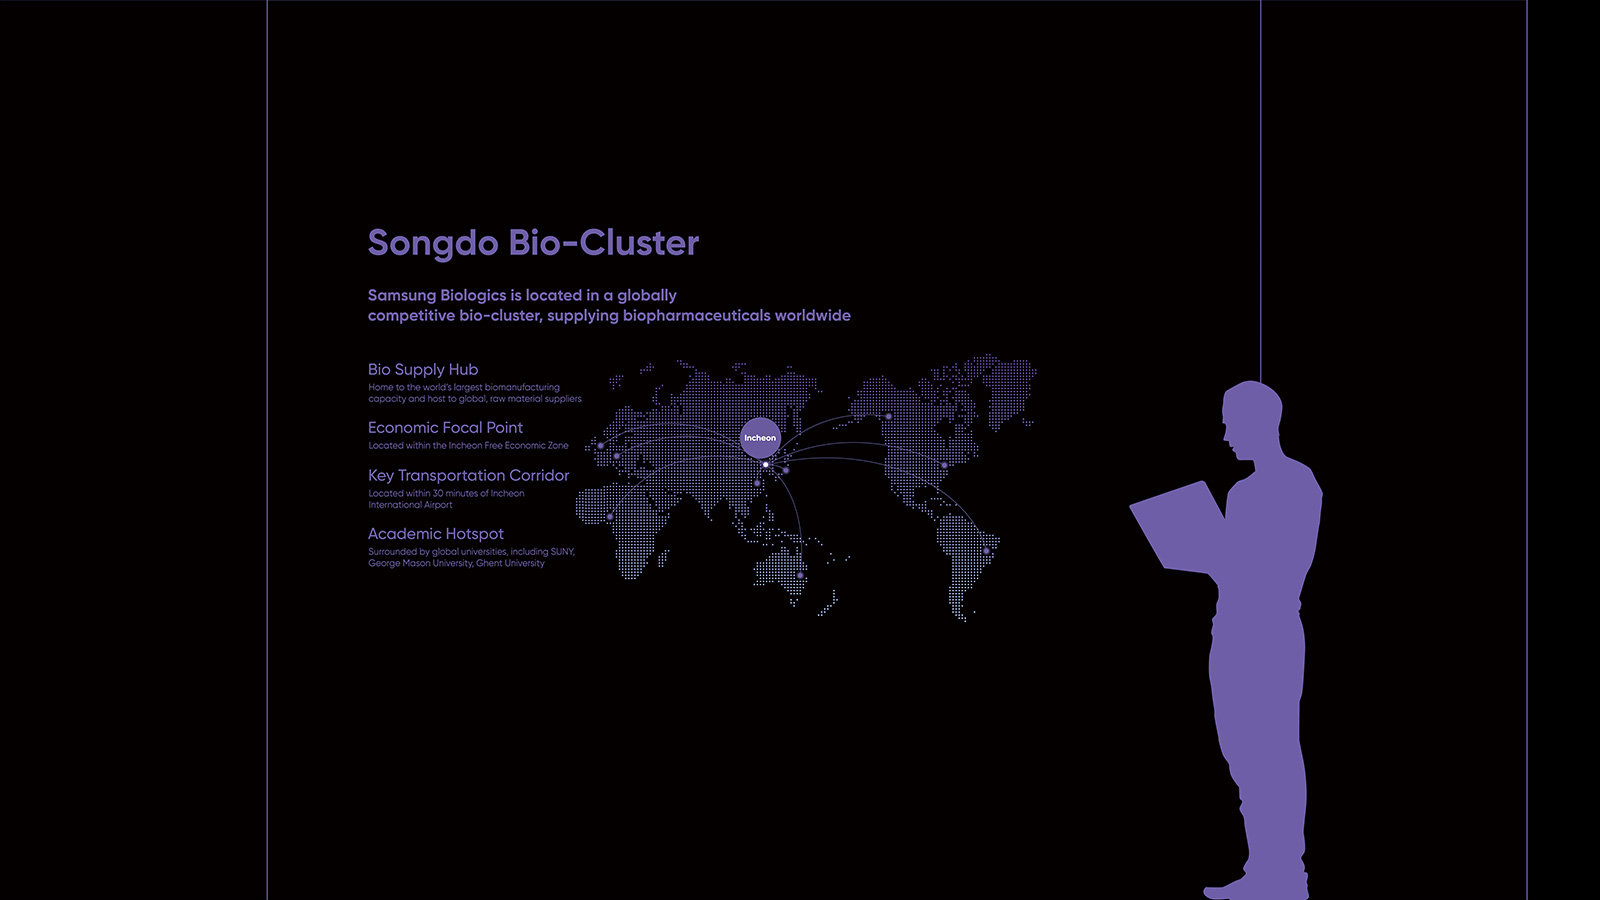 Songdo Bio-Cluster
Samsung Biologics is located in a globally
competitive bio-cluster, supplying biopharmaceuticals worldwide
Bio Supply Hub
Home to the world's largest biomanufacturing
capacity and host to global, raw material suppliers
Economic Focal Point
Located within the Incheon Free Economic Zone
Key Transportation Corridor
Located within 30 minutes of Incheon
International Airport
Academic Hotspot
Surrounded by global universities, including SUNY,
George Mason University, Ghent University
Incheon